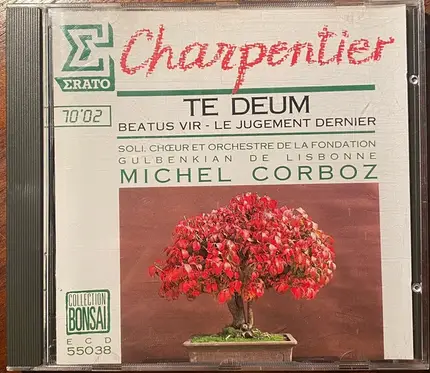 Σ
ERATO
Charpentier
70'02
TE DEUM
BEATUS VIR - LE JUGEMENT DERNIER
SOLI, CHŒUR ET ORCHESTRE DE LA FONDATION
GULBENKIAN DE LISBONNE
MICHEL CORBOZ
COLLECTION
BONSAI
ECD
55038